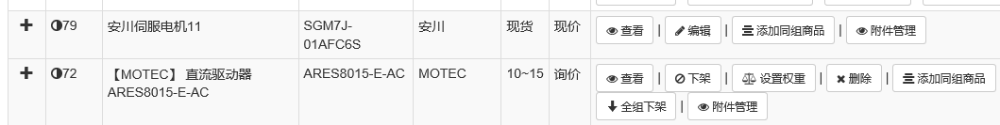 79 安川伺服电机11 SGM7J-01AFC6S 安川 现货 现价 查看 | 编辑 | 添加同组商品 | 附件管理
72 【MOTEC】 直流驱动器 ARES8015-E-AC ARES8015-E-AC MOTEC 10~15 询价 查看 | 下架 | 设置权重 | 删除 | 添加同组商品
全组下架 | 附件管理